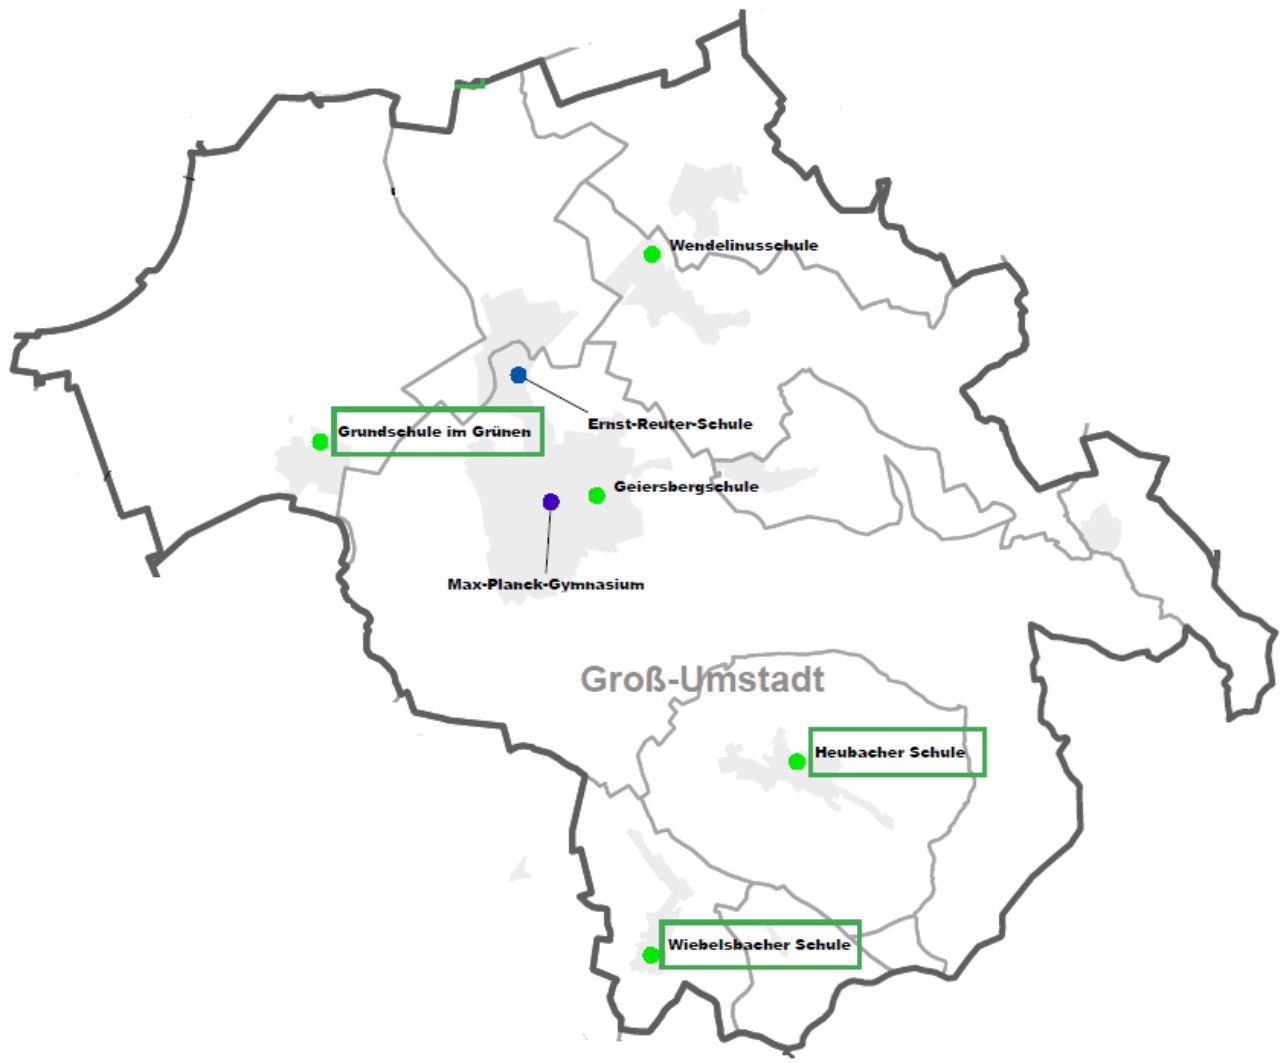 Wendelinusschule
Ernst-Reuter-Schule
Grundschule im Grünen
Geiersbergschule
Max-Planck-Gymnasium
Groß-Umstadt
Heubacher Schule
Wiebelsbacher Schule